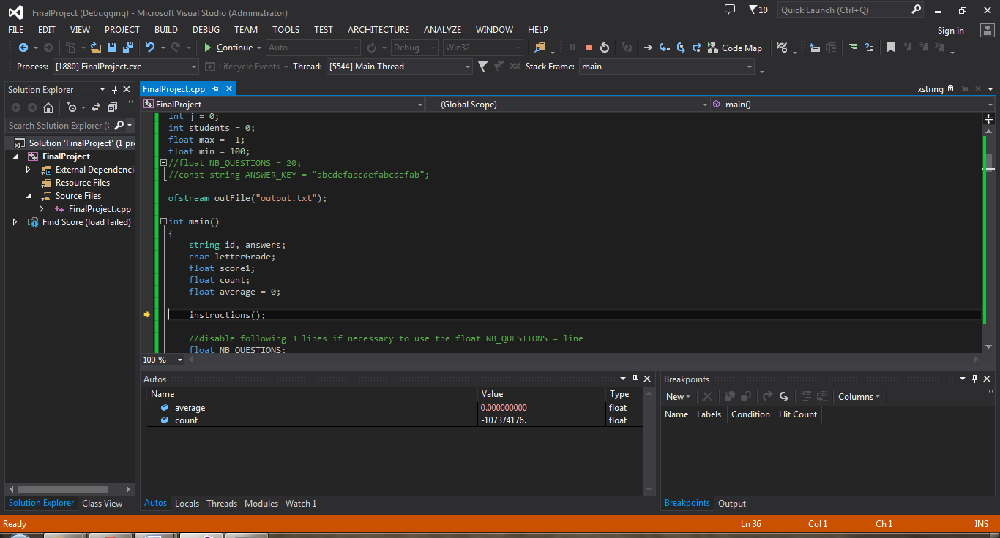 FinalProject (Debugging) - Microsoft Visual Studio (Administrator)
10
Quick Launch (Ctrl+Q)
FILE EDIT VIEW PROJECT BUILD DEBUG TEAM TOOLS TEST ARCHITECTURE ANALYZE WINDOW HELP
Sign in
Continue Auto Debug Win32 Code Map
Process: [1880] FinalProject.exe Lifecycle Events Thread: [5544] Main Thread Stack Frame: main
Solution Explorer
Search Solution Explorer (
Solution 'FinalProject' (1 pr
FinalProject
External Dependenci
Resource Files
Source Files
FinalProject.cpp
Find Score (load failed)
Solution Explorer Class View
FinalProject.cpp
xstring
FinalProject (Global Scope) main()
int j = 0;
int students = 0;
float max = -1;
float min = 100;
//float NB_QUESTIONS = 20;
//const string ANSWER_KEY = "abcdefabcdefabcdefab";
ofstream outFile("output.txt");
int main()
{
string id, answers;
char letterGrade;
float score1;
float count;
float average = 0;
instructions();
//disable following 3 lines if necessary to use the float NB_QUESTIONS = line
float NB_QUESTIONS;
100 %
Autos
Name Value Type
average 0.000000000 float
count -107374176. float
Autos Locals Threads Modules Watch 1
Breakpoints
New Columns
Name Labels Condition Hit Count
Breakpoints Output
Ready
Ln 36 Col 1 Ch 1 INS